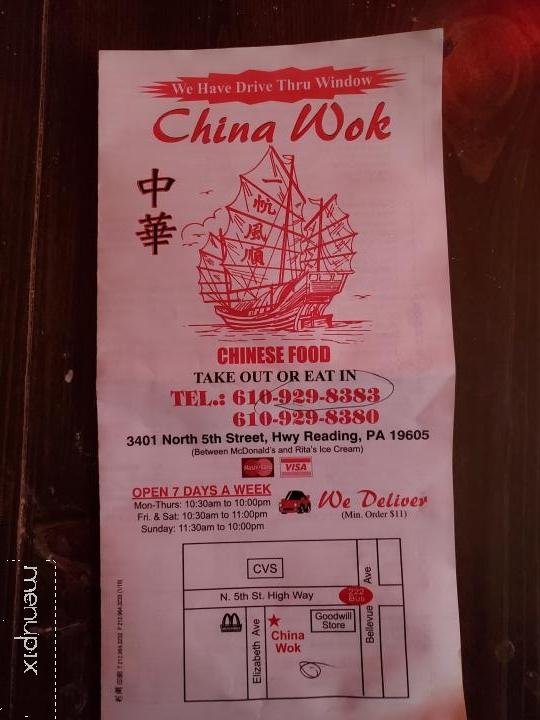 We Have Drive Thru Window
China Wok
中華
一帆風順
CHINESE FOOD
TAKE OUT OR EAT IN
TEL.: 610-929-8383
610-929-8380
3401 North 5th Street, Hwy Reading, PA 19605
(Between McDonald's and Rita's Ice Cream)
MasterCard VISA
OPEN 7 DAYS A WEEK
Mon-Thurs: 10:30am to 10:00pm
Fri. & Sat: 10:30am to 11:00pm
Sunday: 11:30am to 10:00pm
We Deliver
(Min. Order $11)
CVS
N. 5th St. High Way
222
Bus
Bellevue Ave
Elizabeth Ave
Goodwill
Store
China
Wok
menupix